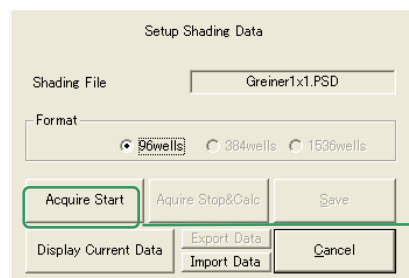 Setup Shading Data
Shading File Greiner1x1.PSD
Format
96wells 384wells 1536wells
Acquire Start Aquire Stop&Calc Save
Display Current Data Export Data Cancel
Import Data